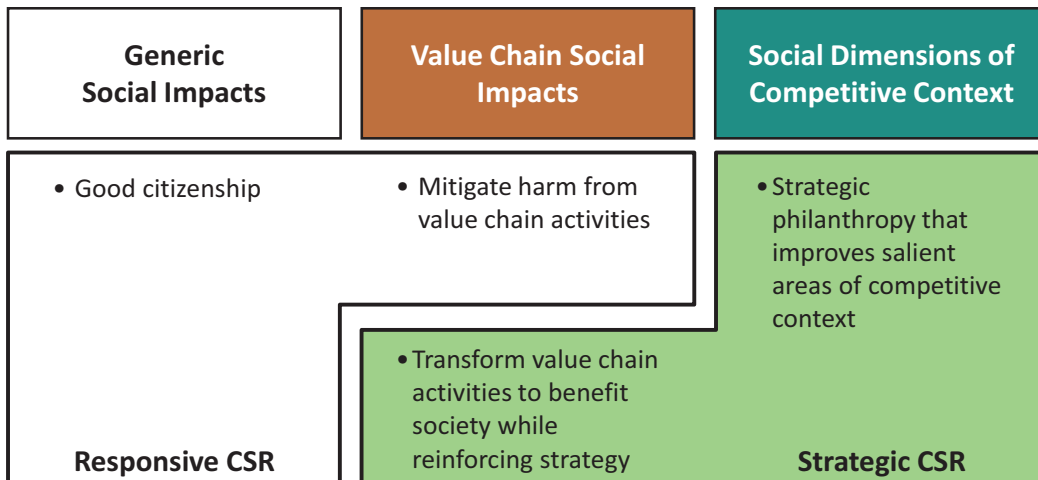 Generic
Social Impacts
Value Chain Social
Impacts
Social Dimensions of
Competitive Context
• Good citizenship
• Mitigate harm from
value chain activities
• Strategic
philanthropy that
improves salient
areas of competitive
context
• Transform value chain
activities to benefit
society while
reinforcing strategy
Responsive CSR
Strategic CSR